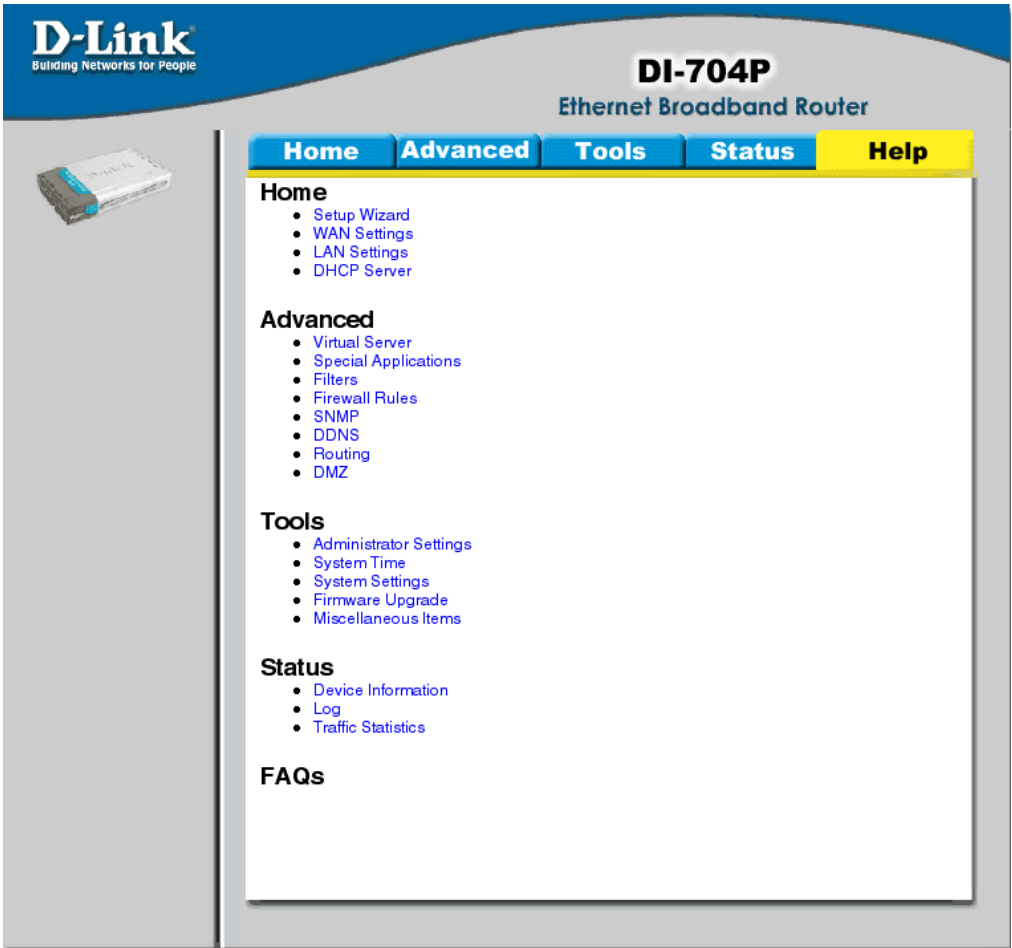 D-Link
Building Networks for People
DI-704P
Ethernet Broadband Router
Home Advanced Tools Status Help
Home
Setup Wizard
WAN Settings
LAN Settings
DHCP Server
Advanced
Virtual Server
Special Applications
Filters
Firewall Rules
SNMP
DDNS
Routing
DMZ
Tools
Administrator Settings
System Time
System Settings
Firmware Upgrade
Miscellaneous Items
Status
Device Information
Log
Traffic Statistics
FAQs